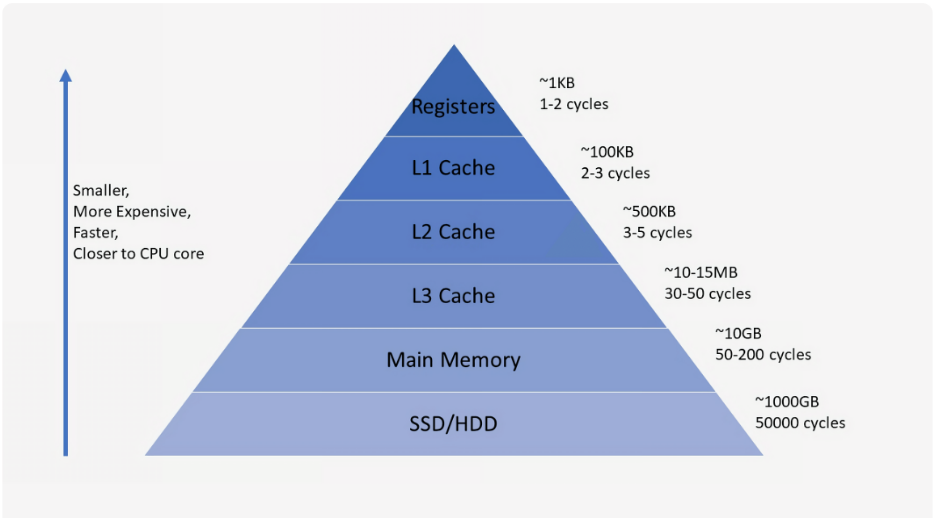 Smaller,
More Expensive,
Faster,
Closer to CPU core
Registers
~1KB
1-2 cycles
L1 Cache
~100KB
2-3 cycles
L2 Cache
~500KB
3-5 cycles
L3 Cache
~10-15MB
30-50 cycles
Main Memory
~10GB
50-200 cycles
SSD/HDD
~1000GB
50000 cycles